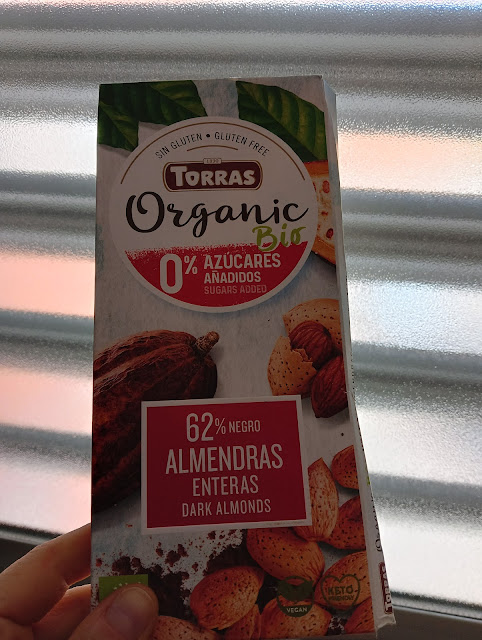 SIN GLUTEN • GLUTEN FREE
TORRAS
Organic
Bio
0% AZÚCARES
AÑADIDOS
SUGARS ADDED
62% NEGRO
ALMENDRAS
ENTERAS
DARK ALMONDS
VEGAN
KETO
TORRAS